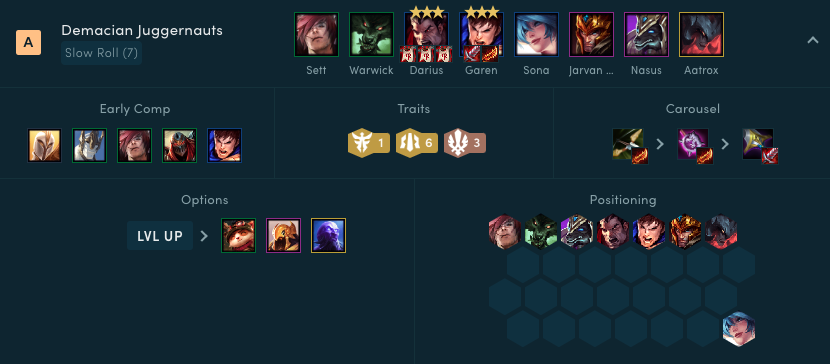 A
Demacian Juggernauts
Slow Roll (7)
Sett
Warwick
Darius
Garen
Sona
Jarvan ...
Nasus
Aatrox
Early Comp
Traits
Carousel
1
6
3
Options
Positioning
LVL UP